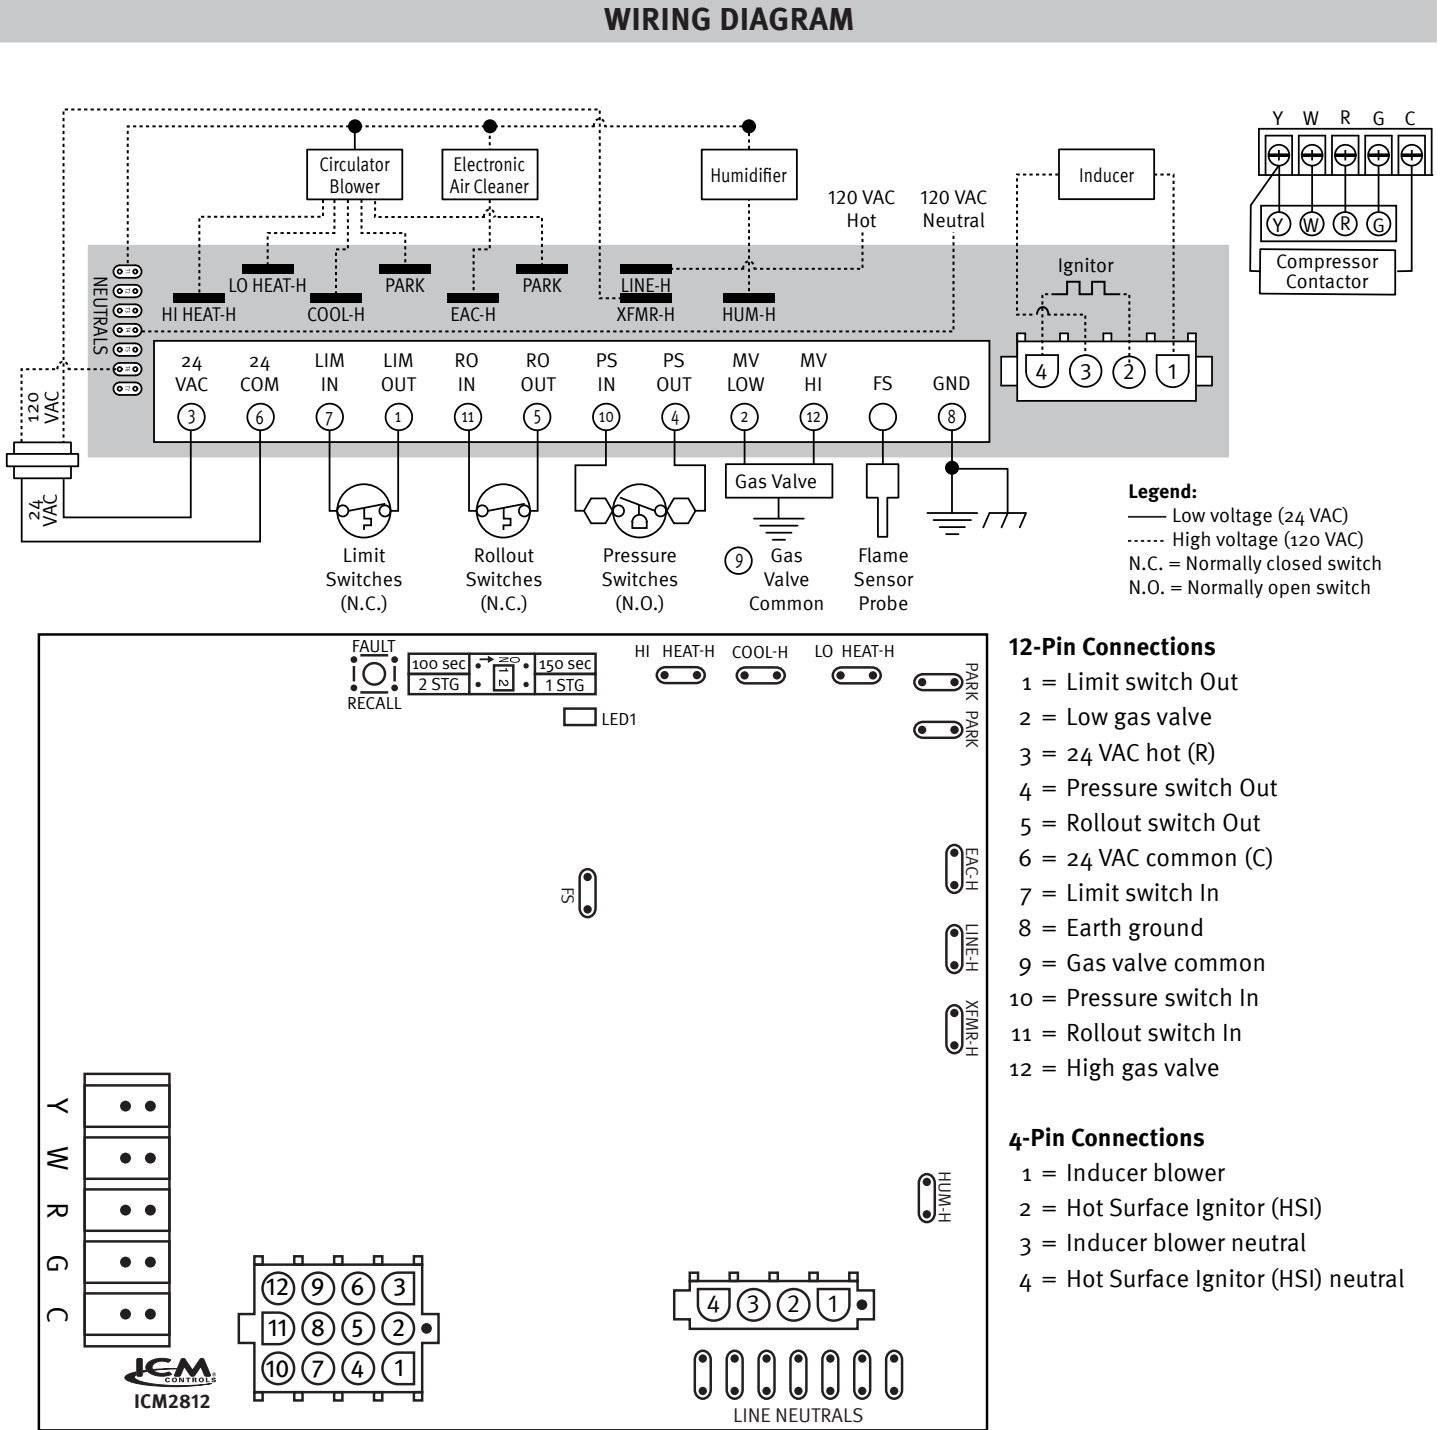 WIRING DIAGRAM
Circulator
Blower
Electronic
Air Cleaner
Humidifier
120 VAC
Hot
120 VAC
Neutral
Inducer
Y W R G C
Y W R G
Compressor
Contactor
NEUTRALS
LO HEAT-H
PARK
PARK
LINE-H
HI HEAT-H
COOL-H
EAC-H
XFMR-H
HUM-H
Ignitor
4 3 2 1
24
VAC
24
COM
LIM
IN
LIM
OUT
RO
IN
RO
OUT
PS
IN
PS
OUT
MV
LOW
MV
HI
FS
GND
3 6 7 1 11 5 10 4 2 12 8
120
VAC
24
VAC
Gas Valve
Limit
Switches
(N.C.)
Rollout
Switches
(N.C.)
Pressure
Switches
(N.O.)
9 Gas
Valve
Common
Flame
Sensor
Probe
Legend:
Low voltage (24 VAC)
High voltage (120 VAC)
N.C. = Normally closed switch
N.O. = Normally open switch
FAULT
RECALL
100 sec
2 STG
ON
1 2
150 sec
1 STG
LED1
HI HEAT-H
COOL-H
LO HEAT-H
PARK
PARK
EAC-H
LINE-H
XFMR-H
HUM-H
FS
Y
W
R
G
C
ICM
CONTROLS
ICM2812
12 9 6 3
11 8 5 2
10 7 4 1
4 3 2 1
LINE NEUTRALS
12-Pin Connections
1 = Limit switch Out
2 = Low gas valve
3 = 24 VAC hot (R)
4 = Pressure switch Out
5 = Rollout switch Out
6 = 24 VAC common (C)
7 = Limit switch In
8 = Earth ground
9 = Gas valve common
10 = Pressure switch In
11 = Rollout switch In
12 = High gas valve
4-Pin Connections
1 = Inducer blower
2 = Hot Surface Ignitor (HSI)
3 = Inducer blower neutral
4 = Hot Surface Ignitor (HSI) neutral